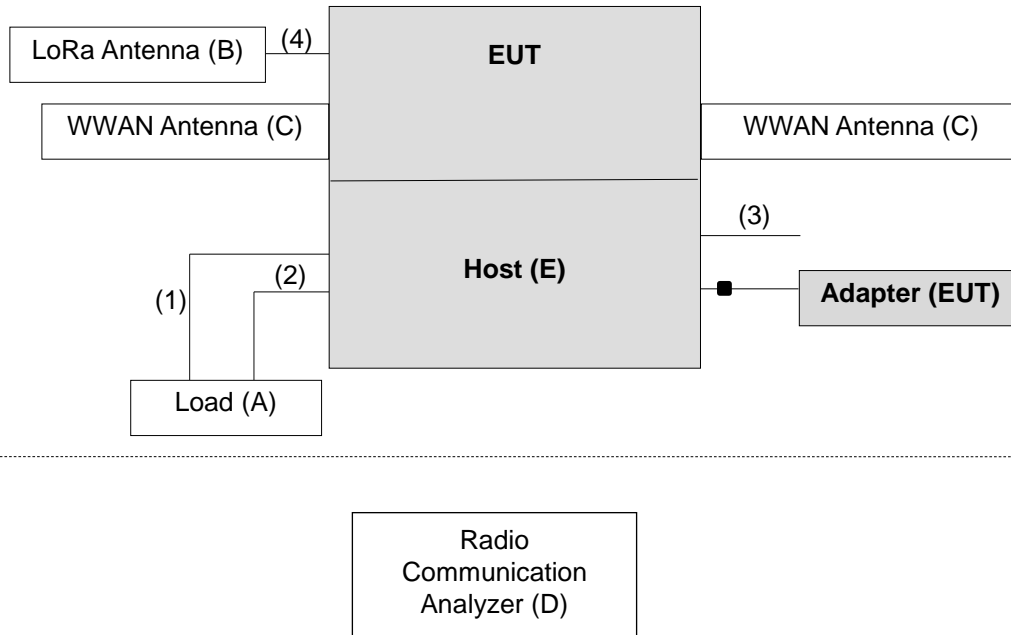 LoRa Antenna (B)
(4)
EUT
WWAN Antenna (C)
WWAN Antenna (C)
(3)
(2)
Host (E)
(1)
Adapter (EUT)
Load (A)
Radio
Communication
Analyzer (D)